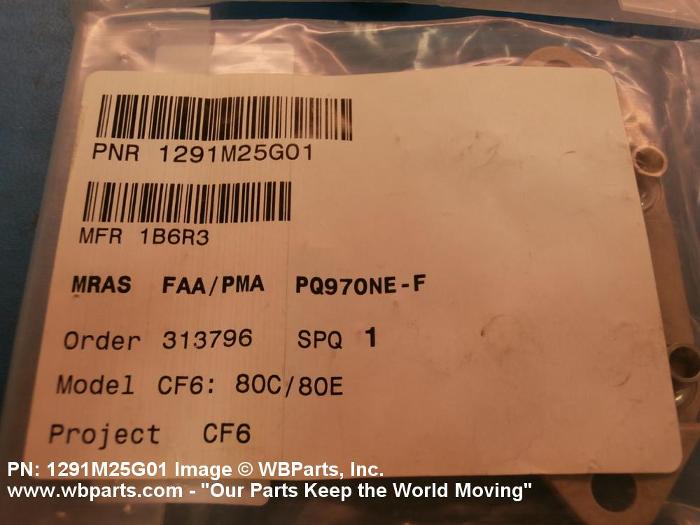 PNR 1291M25G01
MFR 1B6R3
MRAS FAA/PMA PQ970NE-F
Order 313796 SPQ 1
Model CF6: 80C/80E
Project CF6
PN: 1291M25G01 Image © WBParts, Inc.
www.wbparts.com - "Our Parts Keep the World Moving"